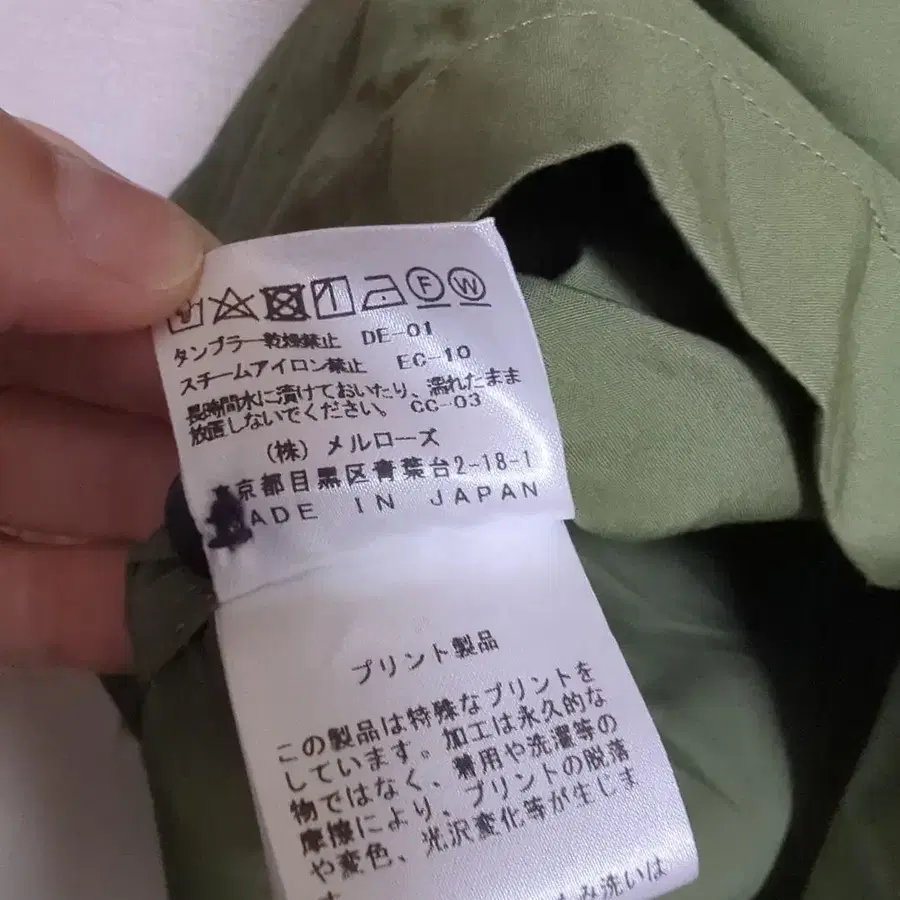 F W
タンブラー乾燥禁止 DE-01
スチームアイロン禁止 EC-10
長時間水に漬けておいたり、濡れたまま
放置しないでください。 CC-03
(株) メルローズ
京都目黒区青葉台2-18-1
ADE IN JAPAN
プリント製品
この製品は特殊なプリントを
しています。加工は永久的な
物ではなく、着用や洗濯等の
摩擦により、プリントの脱落
や変色、光沢変化等が生じま
み洗いは